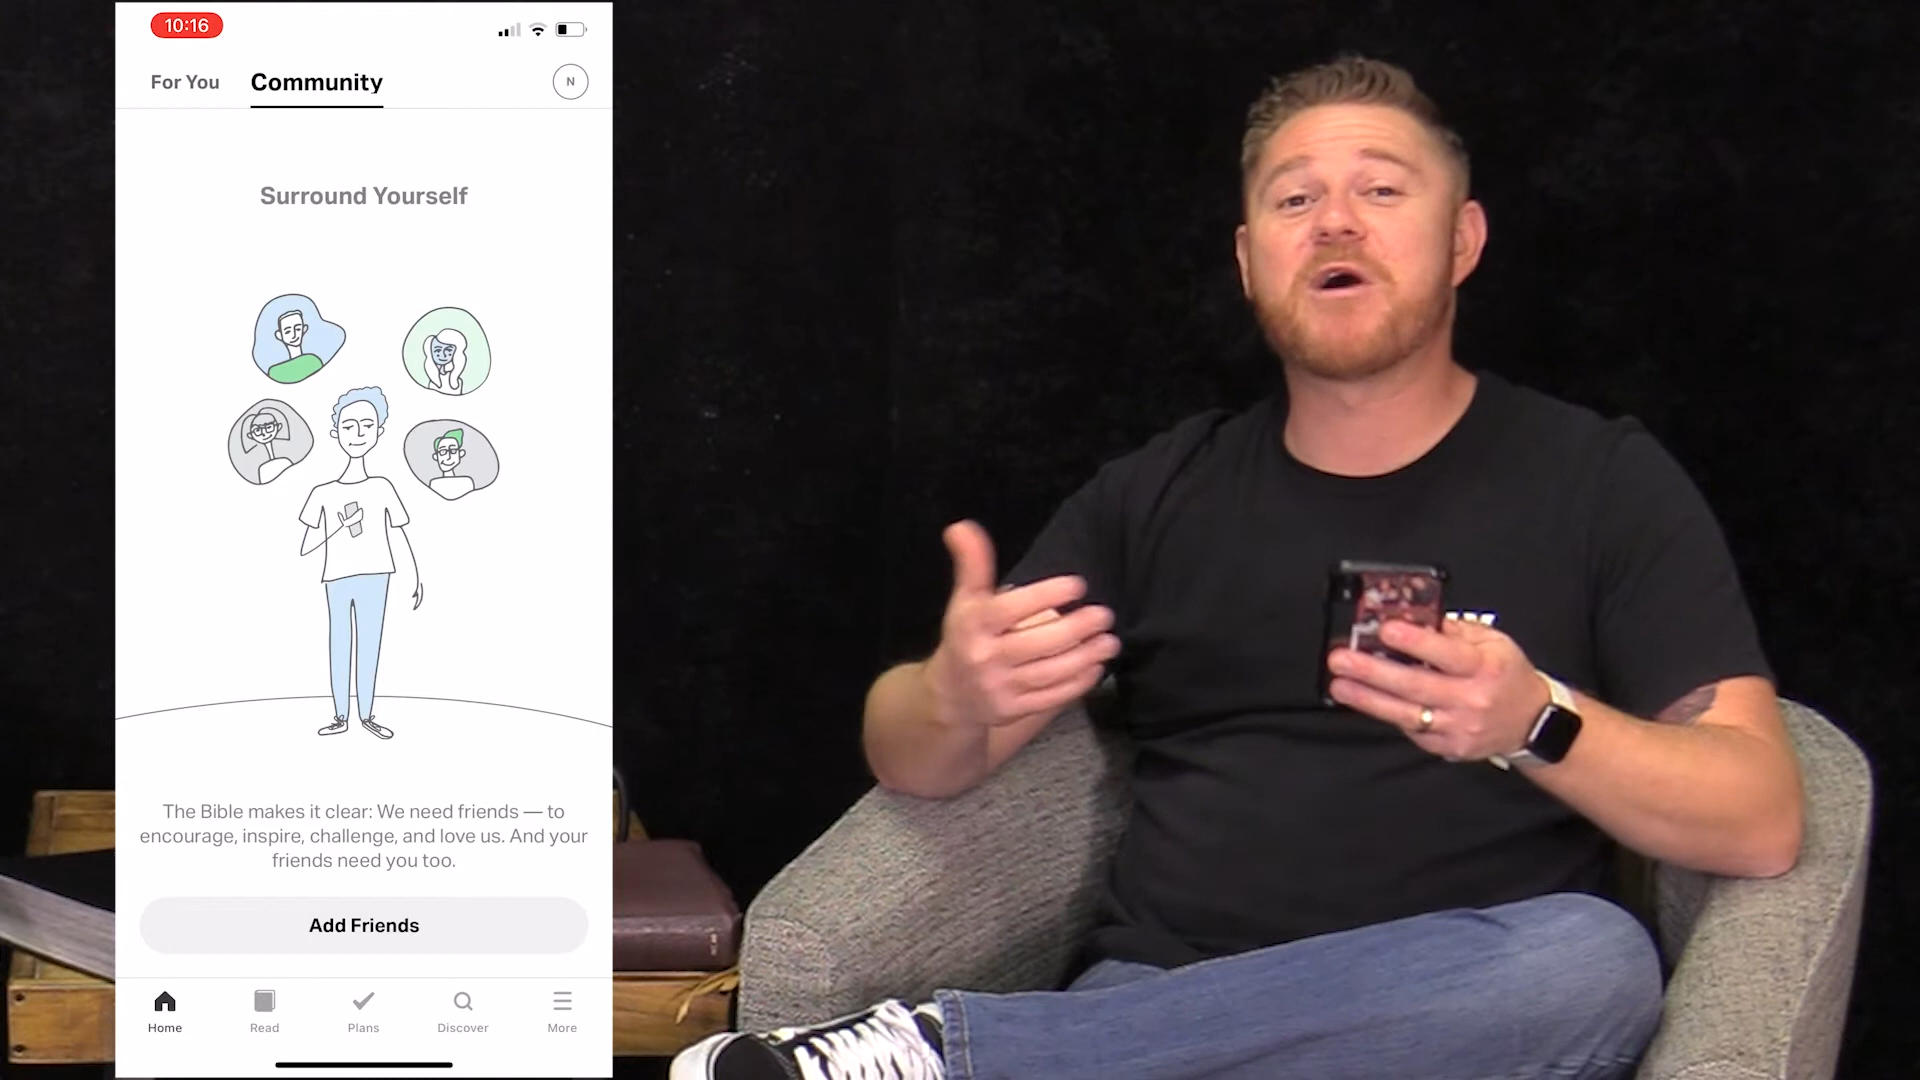 10:16
For You
Community
N
Surround Yourself
The Bible makes it clear: We need friends — to
encourage, inspire, challenge, and love us. And your
friends need you too.
Add Friends
Home
Read
Plans
Discover
More